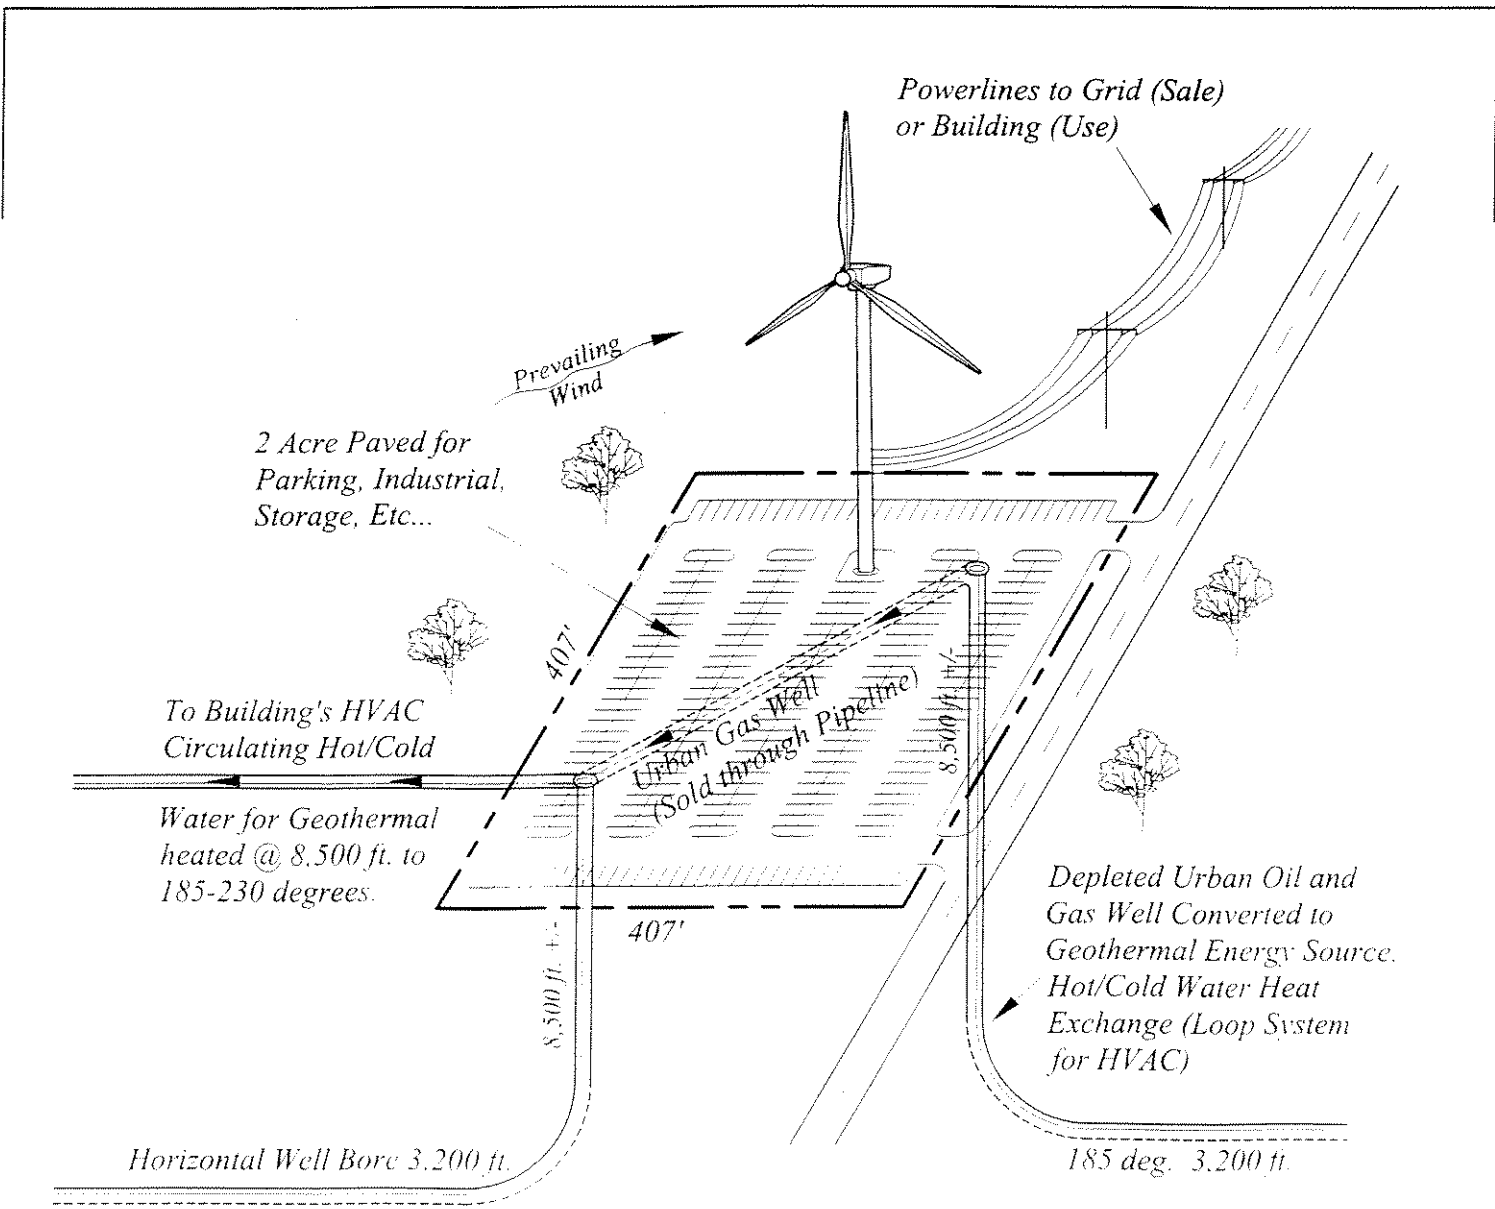 Powerlines to Grid (Sale)
or Building (Use)
Prevailing
Wind
2 Acre Paved for
Parking, Industrial,
Storage, Etc...
407'
To Building's HVAC
Circulating Hot/Cold
Water for Geothermal
heated @ 8,500 ft. to
185-230 degrees.
Urban Gas Well
(Sold through Pipeline)
8,500 ft. +/-
407'
8,500 ft. +/-
Depleted Urban Oil and
Gas Well Converted to
Geothermal Energy Source.
Hot/Cold Water Heat
Exchange (Loop System
for HVAC)
Horizontal Well Bore 3,200 ft.
185 deg. 3,200 ft.